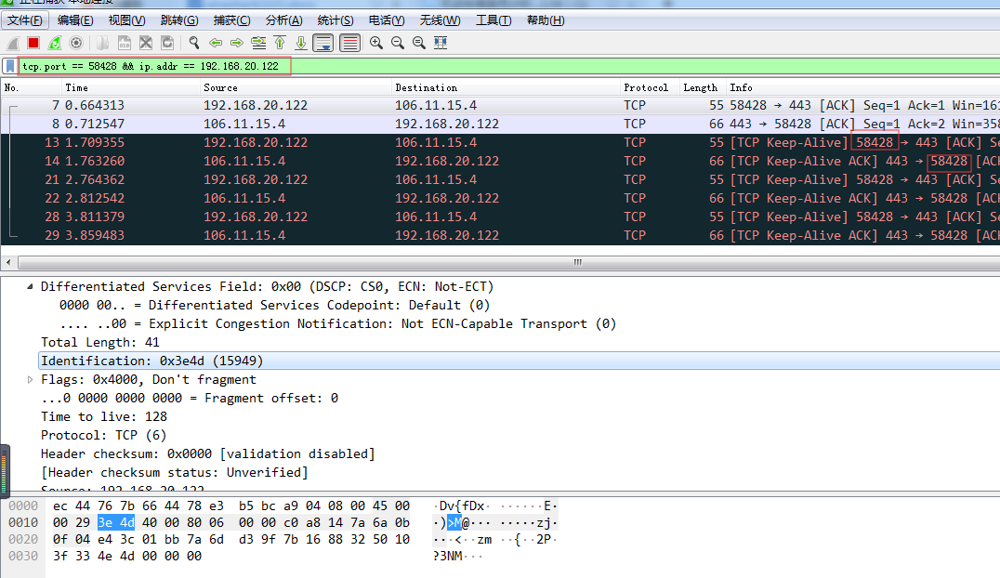 正在捕获 本地连接
文件(F) 编辑(E) 视图(V) 跳转(G) 捕获(C) 分析(A) 统计(S) 电话(Y) 无线(W) 工具(T) 帮助(H)
tcp.port == 58428 && ip.addr == 192.168.20.122
No. Time Source Destination Protocol Length Info
7 0.664313 192.168.20.122 106.11.15.4 TCP 55 58428 → 443 [ACK] Seq=1 Ack=1 Win=161
8 0.712547 106.11.15.4 192.168.20.122 TCP 66 443 → 58428 [ACK] Seq=1 Ack=2 Win=358
13 1.709355 192.168.20.122 106.11.15.4 TCP 55 [TCP Keep-Alive] 58428 → 443 [ACK] Se
14 1.763260 106.11.15.4 192.168.20.122 TCP 66 [TCP Keep-Alive ACK] 443 → 58428 [AC
21 2.764362 192.168.20.122 106.11.15.4 TCP 55 [TCP Keep-Alive] 58428 → 443 [ACK] Se
22 2.812542 106.11.15.4 192.168.20.122 TCP 66 [TCP Keep-Alive ACK] 443 → 58428 [AC
28 3.811379 192.168.20.122 106.11.15.4 TCP 55 [TCP Keep-Alive] 58428 → 443 [ACK] Se
29 3.859483 106.11.15.4 192.168.20.122 TCP 66 [TCP Keep-Alive ACK] 443 → 58428 [AC
Differentiated Services Field: 0x00 (DSCP: CS0, ECN: Not-ECT)
0000 00.. = Differentiated Services Codepoint: Default (0)
.... ..00 = Explicit Congestion Notification: Not ECN-Capable Transport (0)
Total Length: 41
Identification: 0x3e4d (15949)
Flags: 0x4000, Don't fragment
...0 0000 0000 0000 = Fragment offset: 0
Time to live: 128
Protocol: TCP (6)
Header checksum: 0x0000 [validation disabled]
[Header checksum status: Unverified]
Source: 192.168.20.122
0000 ec 44 76 7b 66 44 78 e3 b5 bc a9 04 08 00 45 00 ·Dv{fDx· ······E·
0010 00 29 3e 4d 40 00 80 06 00 00 c0 a8 14 7a 6a 0b ·)>M@··· ·····zj·
0020 0f 04 e4 3c 01 bb 7a 6d d3 9f 7b 16 88 32 50 10 ···<··zm ··{··2P·
0030 3f 33 4e 4d 00 00 00 ?3NM···